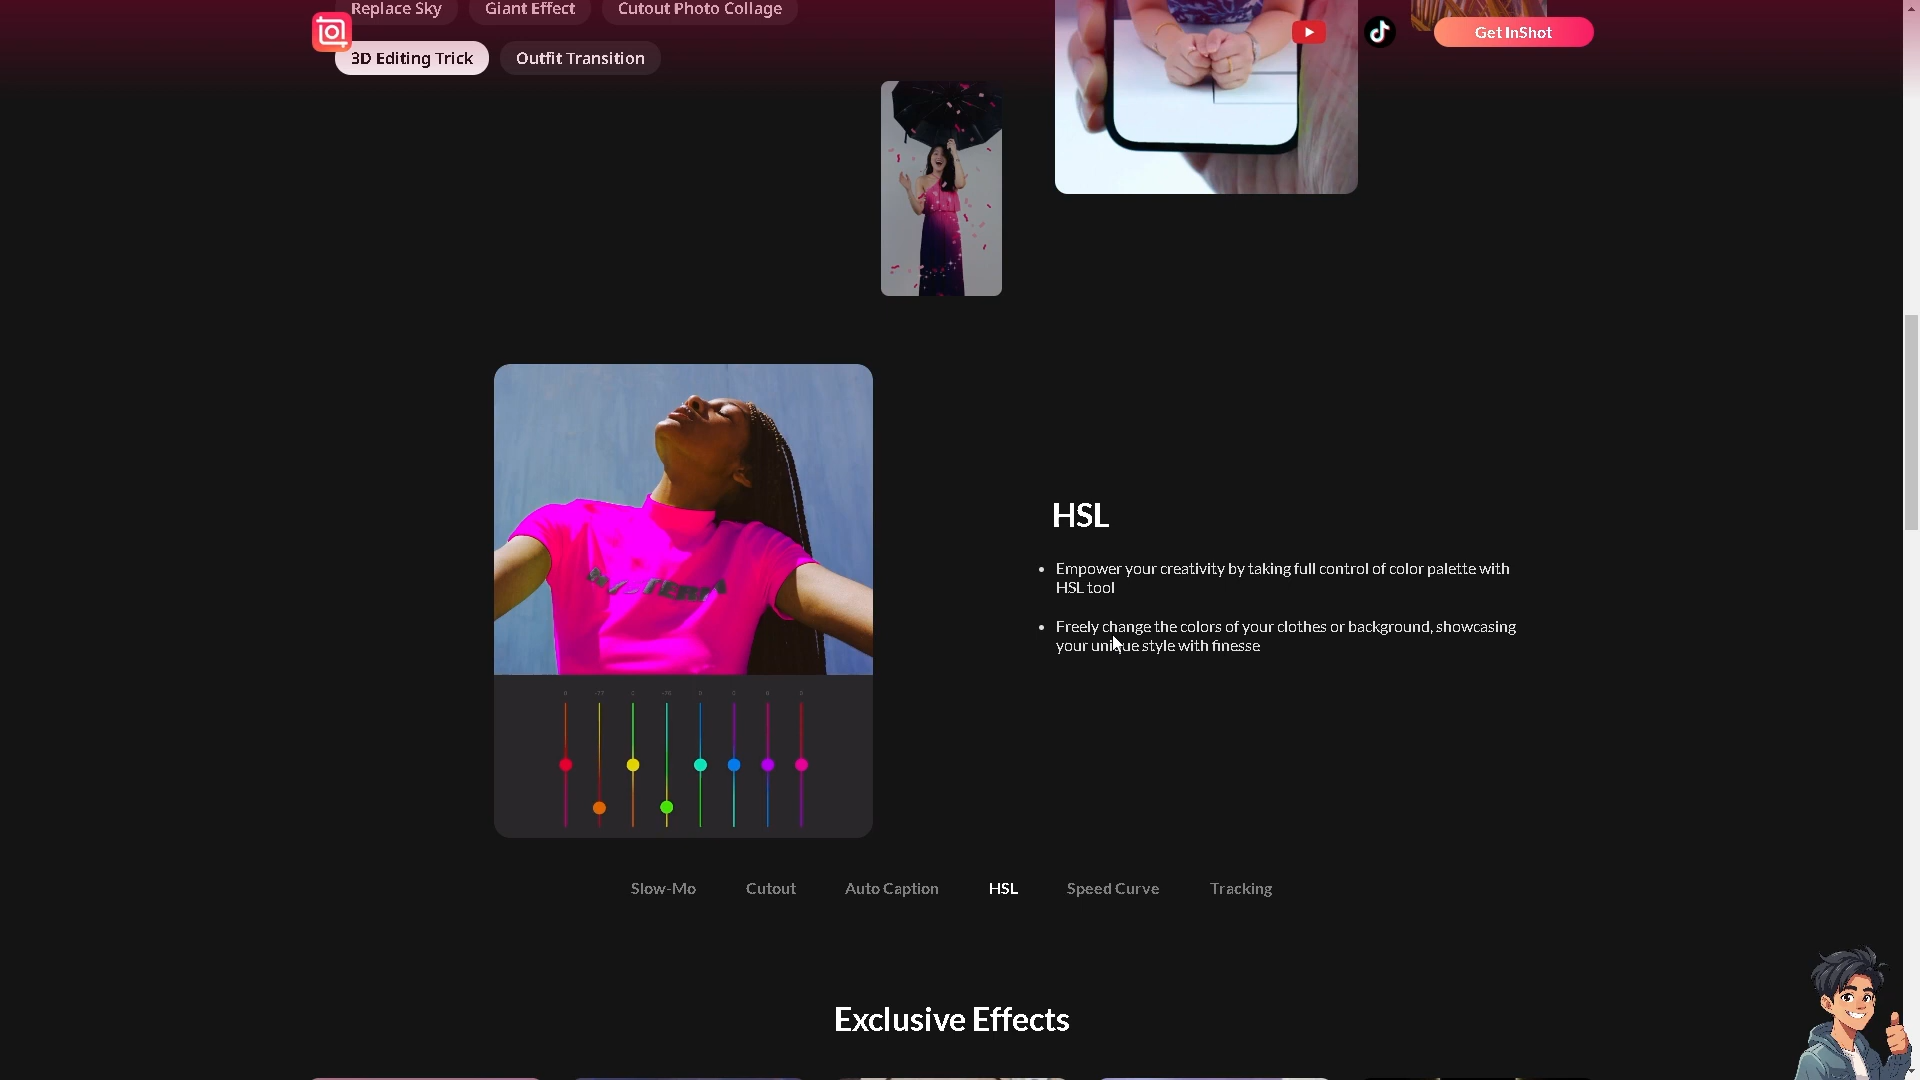 Replace Sky
Giant Effect
Cutout Photo Collage
Get InShot
3D Editing Trick
Outfit Transition
HSL
• Empower your creativity by taking full control of color palette with
HSL tool
• Freely change the colors of your clothes or background, showcasing
your unique style with finesse
Slow-Mo
Cutout
Auto Caption
HSL
Speed Curve
Tracking
Exclusive Effects